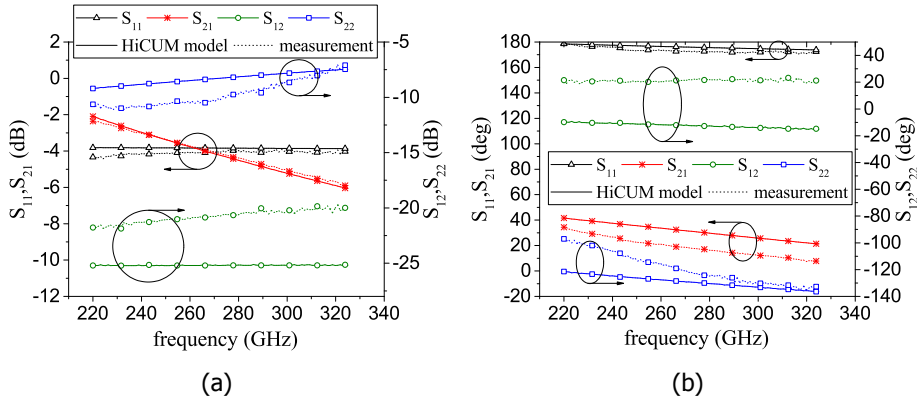 S11 S21 S12 S22
HiCUM model measurement
2 0 -2 -4 -6 -8 -10 -12
S11,S21 (dB)
-5 -10 -15 -20 -25
S12,S22 (dB)
220 240 260 280 300 320 340
frequency (GHz)
(a)
180 160 140 120 100 80 60 40 20 0 -20
S11,S21 (deg)
60 40 20 0 -20 -40 -60 -80 -100 -120 -140
S12,S22 (deg)
S11 S21 S12 S22
HiCUM model measurement
220 240 260 280 300 320 340
frequency (GHz)
(b)